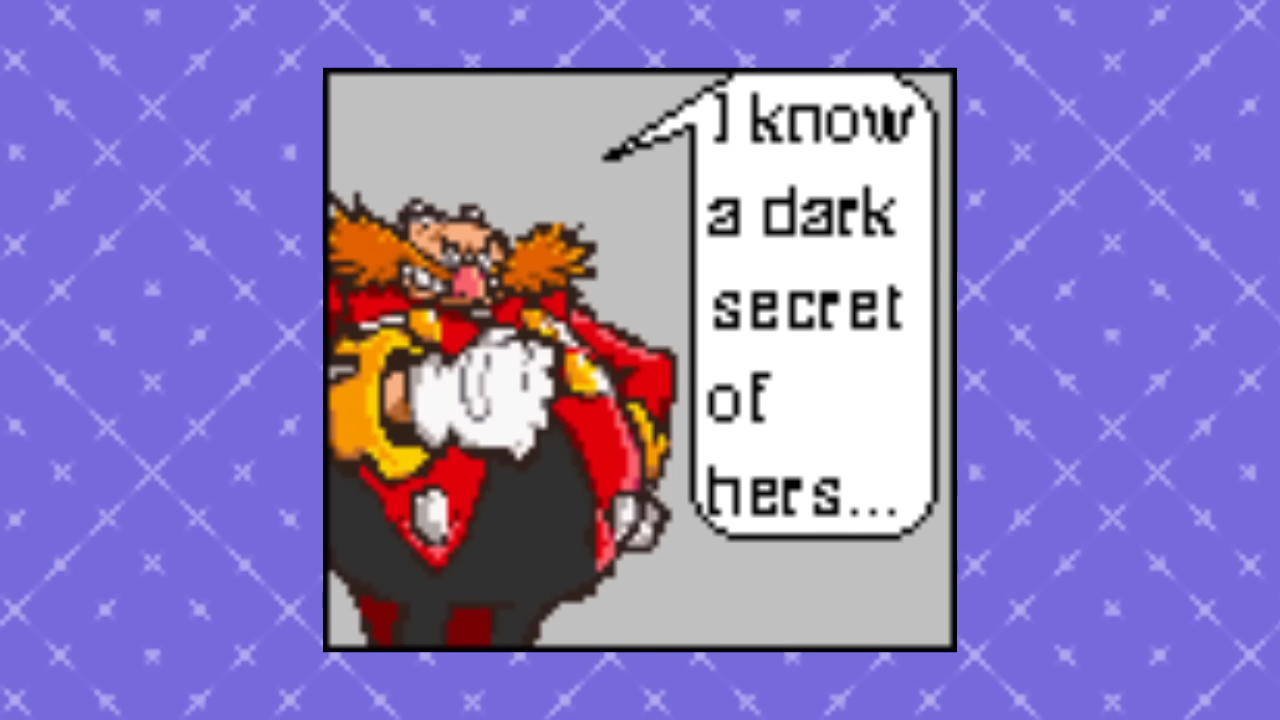 I know
a dark
secret
of
hers...